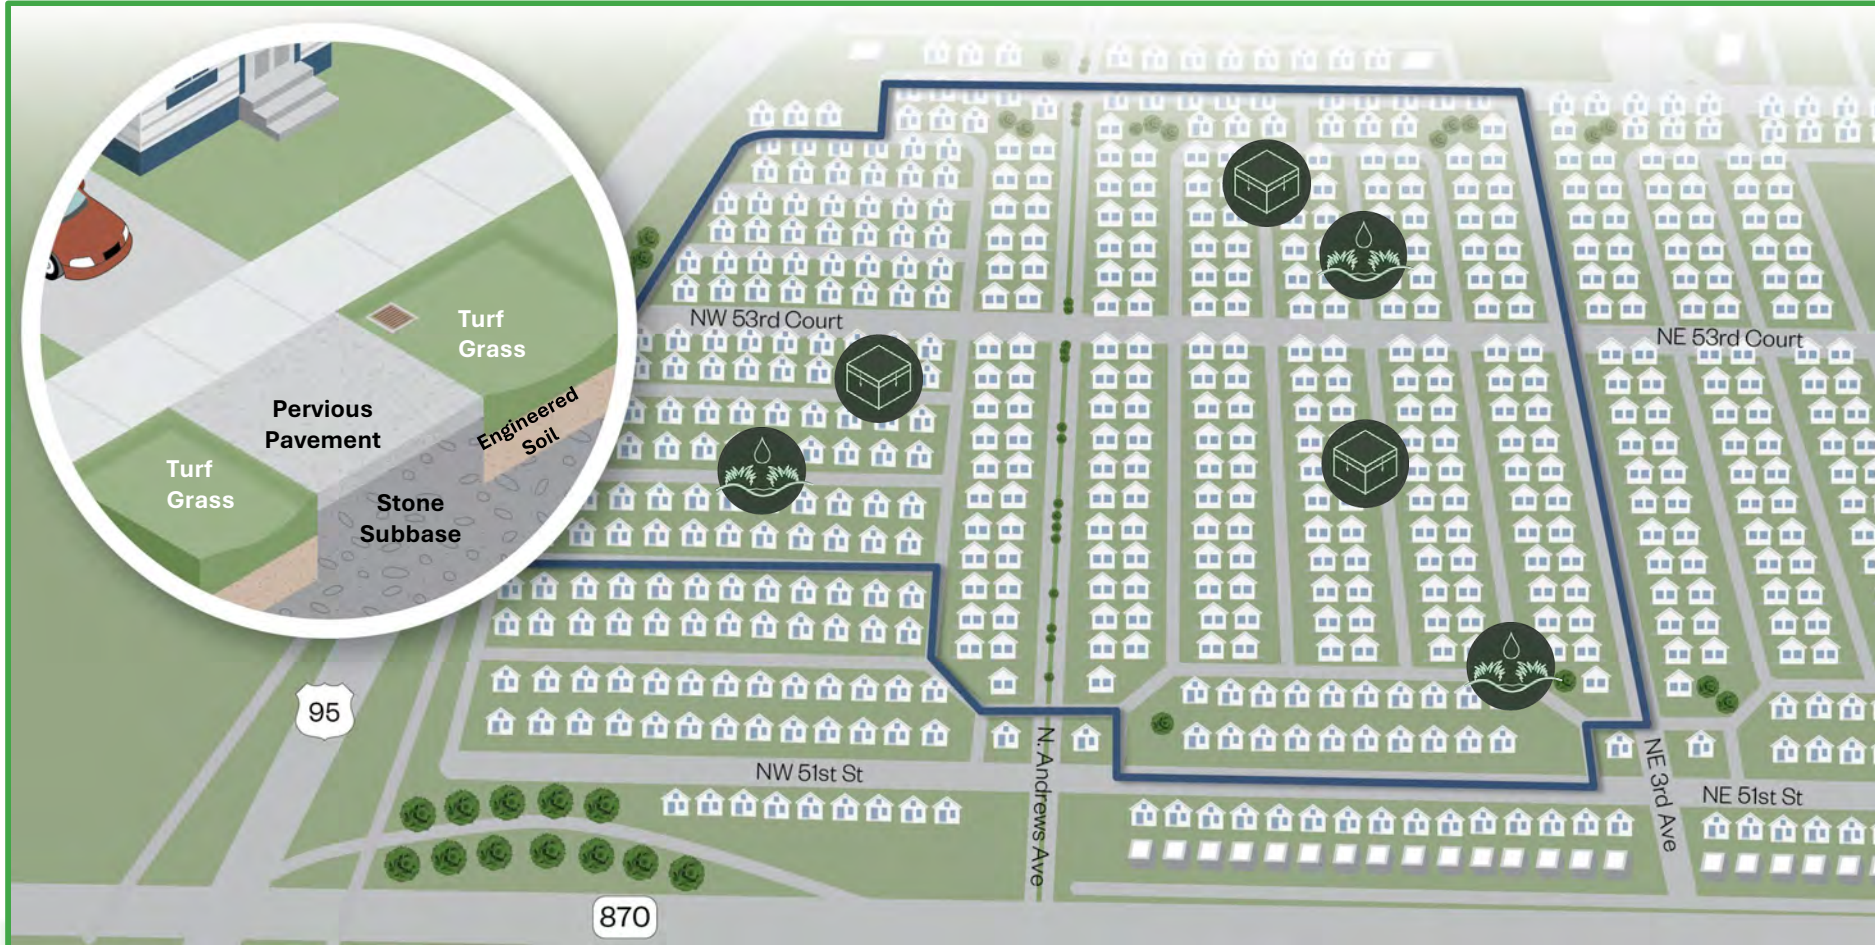 Turf
Grass
Pervious
Pavement
Engineered
Soil
Turf
Grass
Stone
Subbase
NW 53rd Court
NE 53rd Court
95
N. Andrews Ave
NE 3rd Ave
NW 51st St
NE 51st St
870